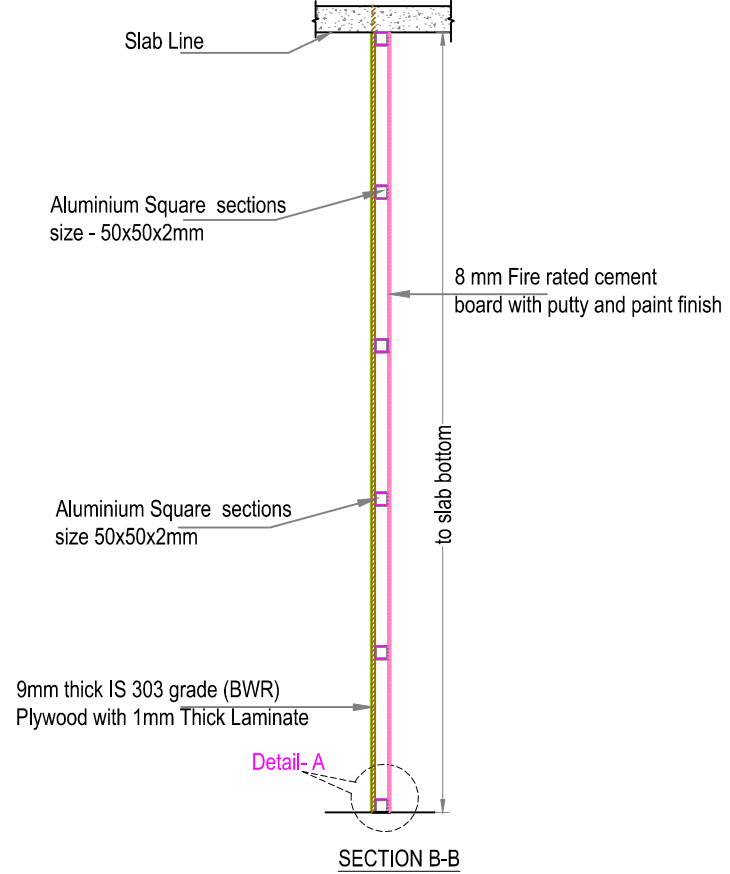 Slab Line
Aluminium Square sections
size - 50x50x2mm
8 mm Fire rated cement
board with putty and paint finish
to slab bottom
Aluminium Square sections
size 50x50x2mm
9mm thick IS 303 grade (BWR)
Plywood with 1mm Thick Laminate
Detail- A
SECTION B-B